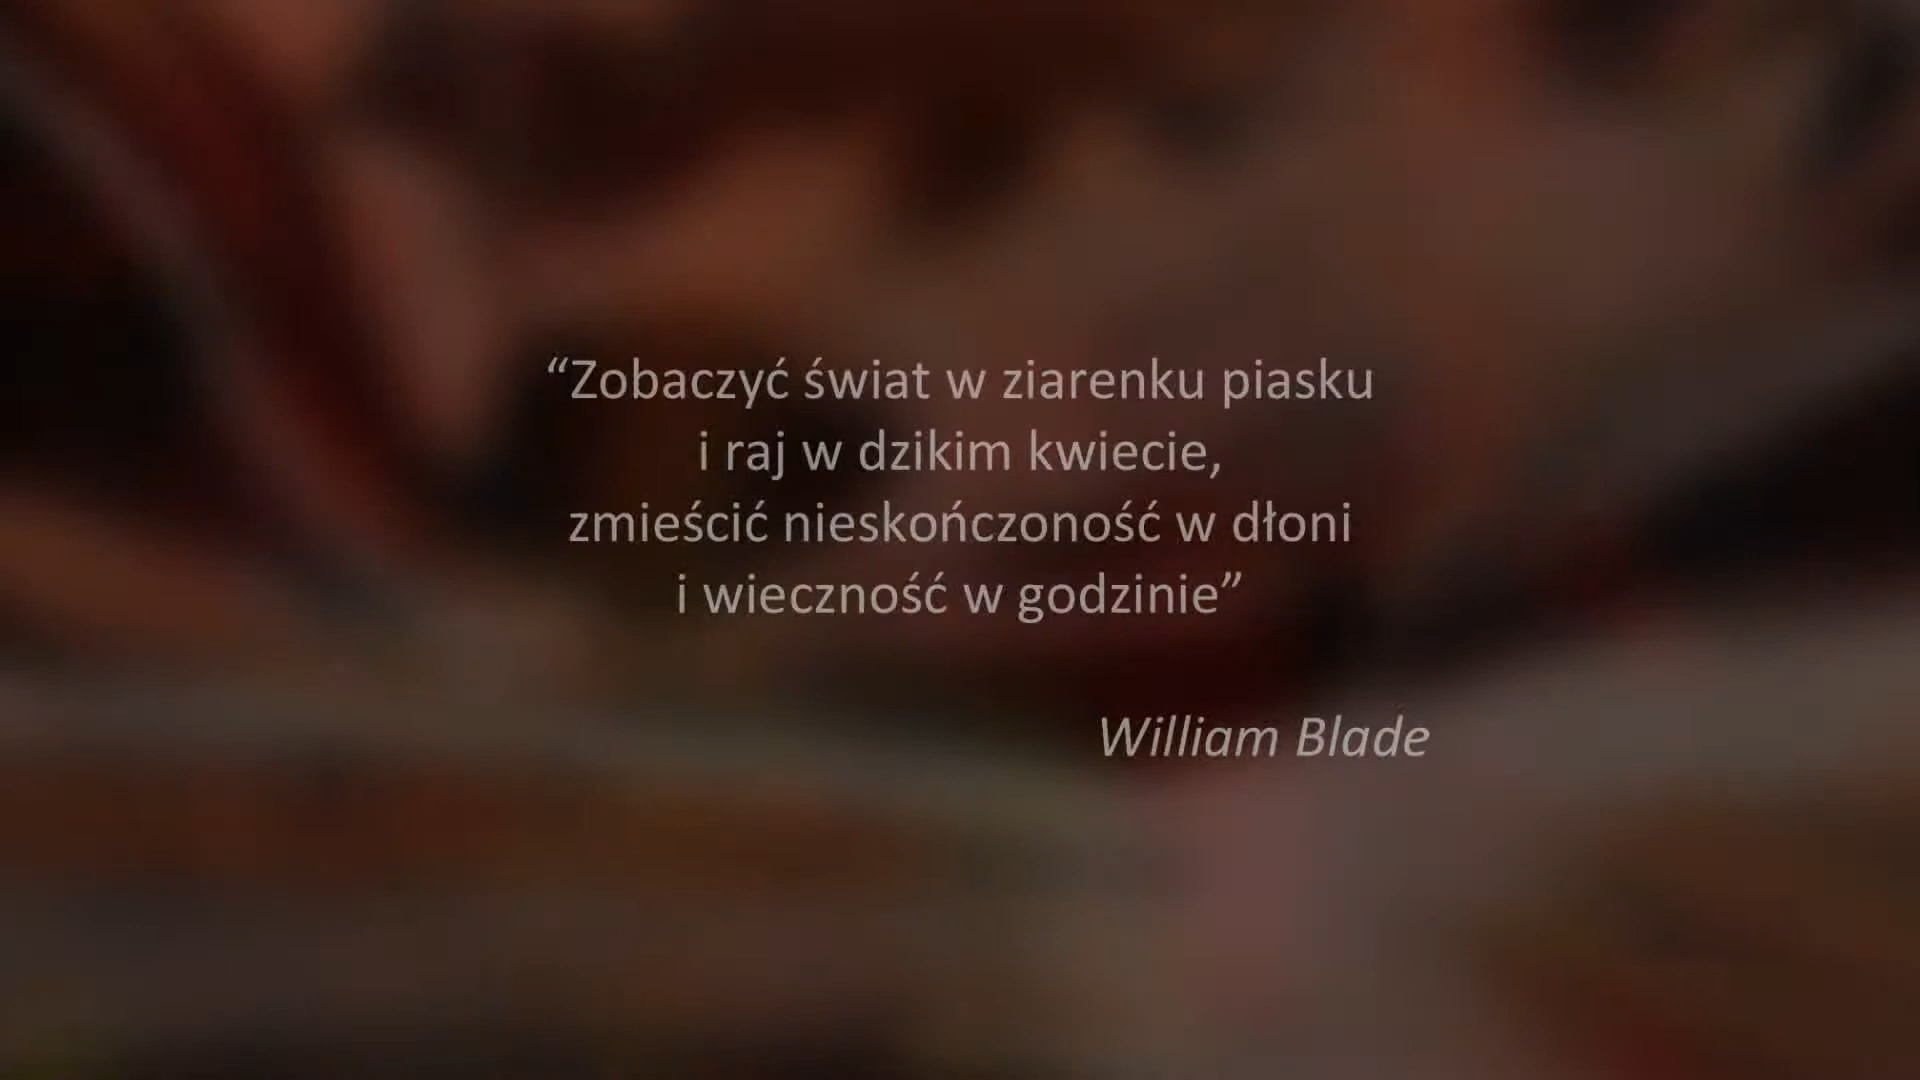 “Zobaczyć świat w ziarenku piasku
i raj w dzikim kwiecie,
zmieścić nieskończoność w dłoni
i wieczność w godzinie”
William Blade